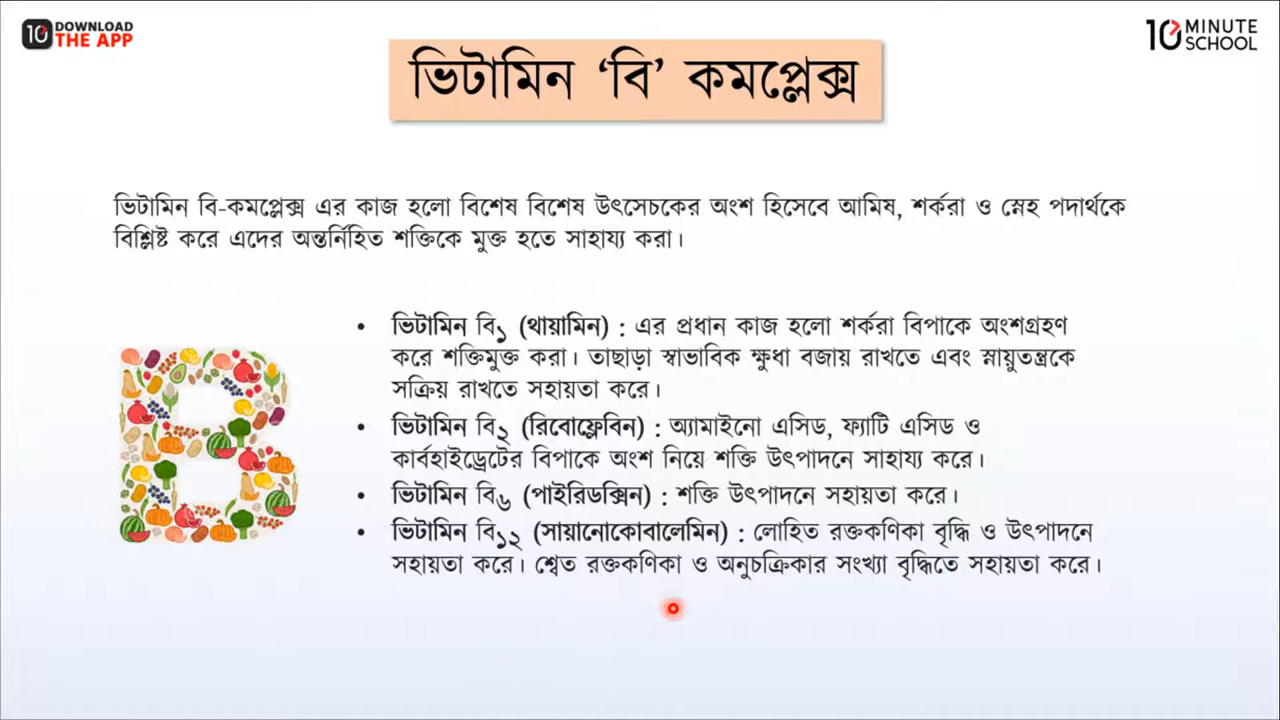 DOWNLOAD
THE APP
10 MINUTE
SCHOOL
ভিটামিন ‘বি’ কমপ্লেক্স
ভিটামিন বি-কমপ্লেক্স এর কাজ হলো বিশেষ বিশেষ উৎসেচকের অংশ হিসেবে আমিষ, শর্করা ও স্নেহ পদার্থকে
বিশ্লিষ্ট করে এদের অন্তর্নিহিত শক্তিকে মুক্ত হতে সাহায্য করা।
• ভিটামিন বি₁ (থায়ামিন) : এর প্রধান কাজ হলো শর্করা বিপাকে অংশগ্রহণ
করে শক্তিমুক্ত করা। তাছাড়া স্বাভাবিক ক্ষুধা বজায় রাখতে এবং স্নায়ুতন্ত্রকে
সক্রিয় রাখতে সহায়তা করে।
• ভিটামিন বি২ (রিবোফ্লেবিন) : অ্যামাইনো এসিড, ফ্যাটি এসিড ও
কার্বহাইড্রেটের বিপাকে অংশ নিয়ে শক্তি উৎপাদনে সাহায্য করে।
• ভিটামিন বি৬ (পাইরিডক্সিন) : শক্তি উৎপাদনে সহায়তা করে।
• ভিটামিন বি১২ (সায়ানোকোবালেমিন) : লোহিত রক্তকণিকা বৃদ্ধি ও উৎপাদনে
সহায়তা করে। শ্বেত রক্তকণিকা ও অনুচক্রিকার সংখ্যা বৃদ্ধিতে সহায়তা করে।